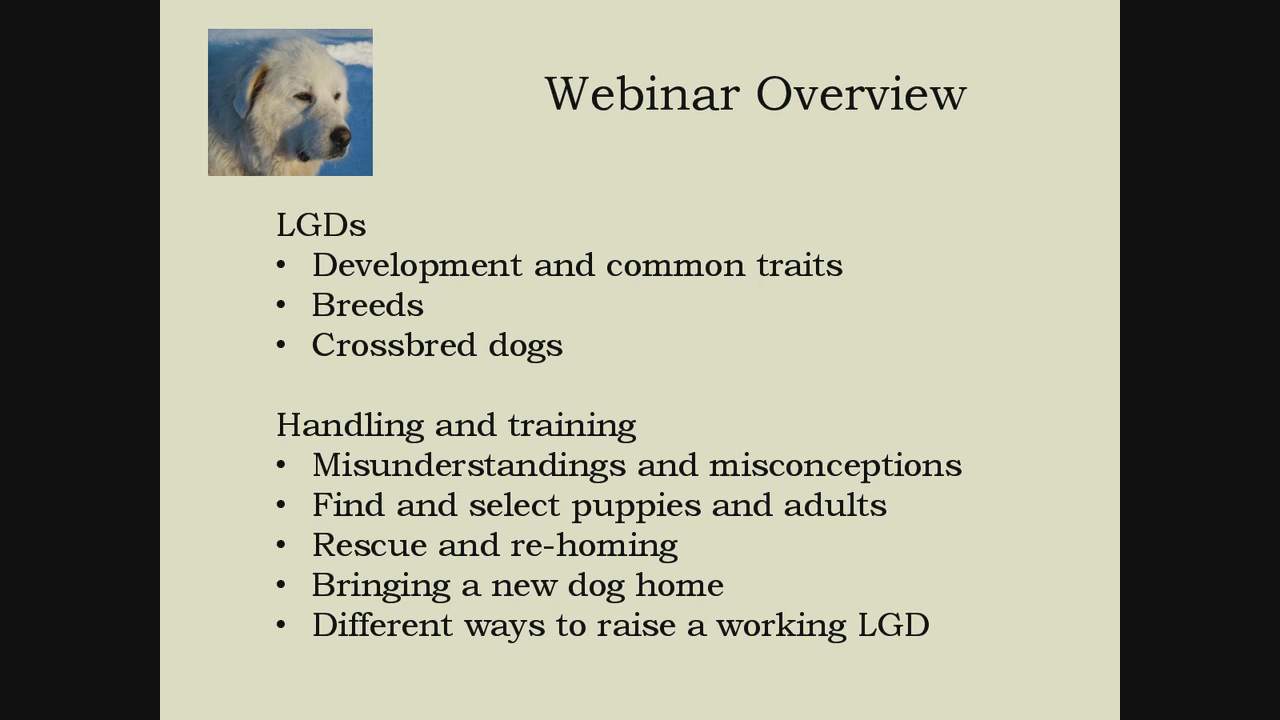 Webinar Overview
LGDs
• Development and common traits
• Breeds
• Crossbred dogs
Handling and training
• Misunderstandings and misconceptions
• Find and select puppies and adults
• Rescue and re-homing
• Bringing a new dog home
• Different ways to raise a working LGD